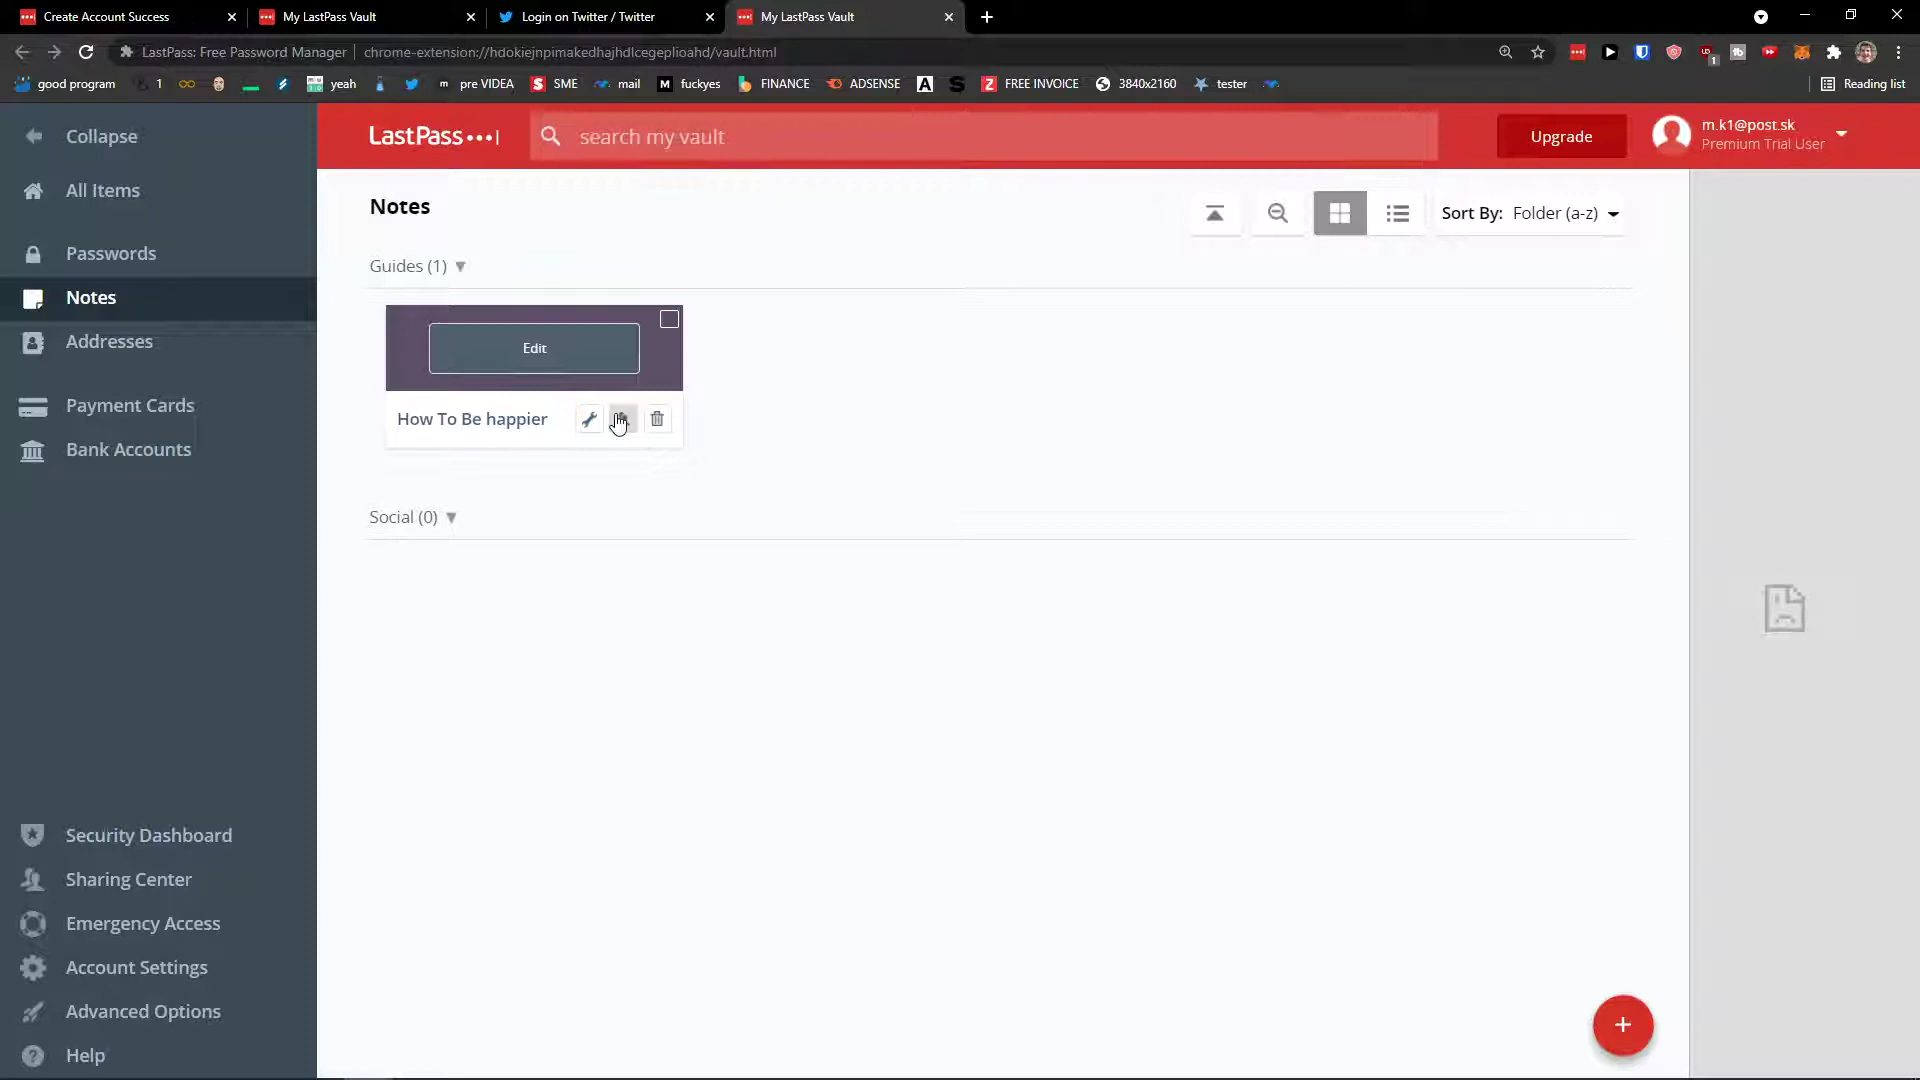 Create Account Success
My LastPass Vault
Login on Twitter / Twitter
My LastPass Vault
LastPass: Free Password Manager
chrome-extension://hdokiejnpimakedhajhdlcegeplioahd/vault.html
good program
1
yeah
pre VIDEA
SME
mail
fuckyes
FINANCE
ADSENSE
FREE INVOICE
3840x2160
tester
Reading list
Collapse
LastPass •••|
search my vault
Upgrade
m.k1@post.sk
Premium Trial User
All Items
Passwords
Notes
Addresses
Payment Cards
Bank Accounts
Security Dashboard
Sharing Center
Emergency Access
Account Settings
Advanced Options
Help
Notes
Sort By: Folder (a-z)
Guides (1)
Edit
How To Be happier
Social (0)